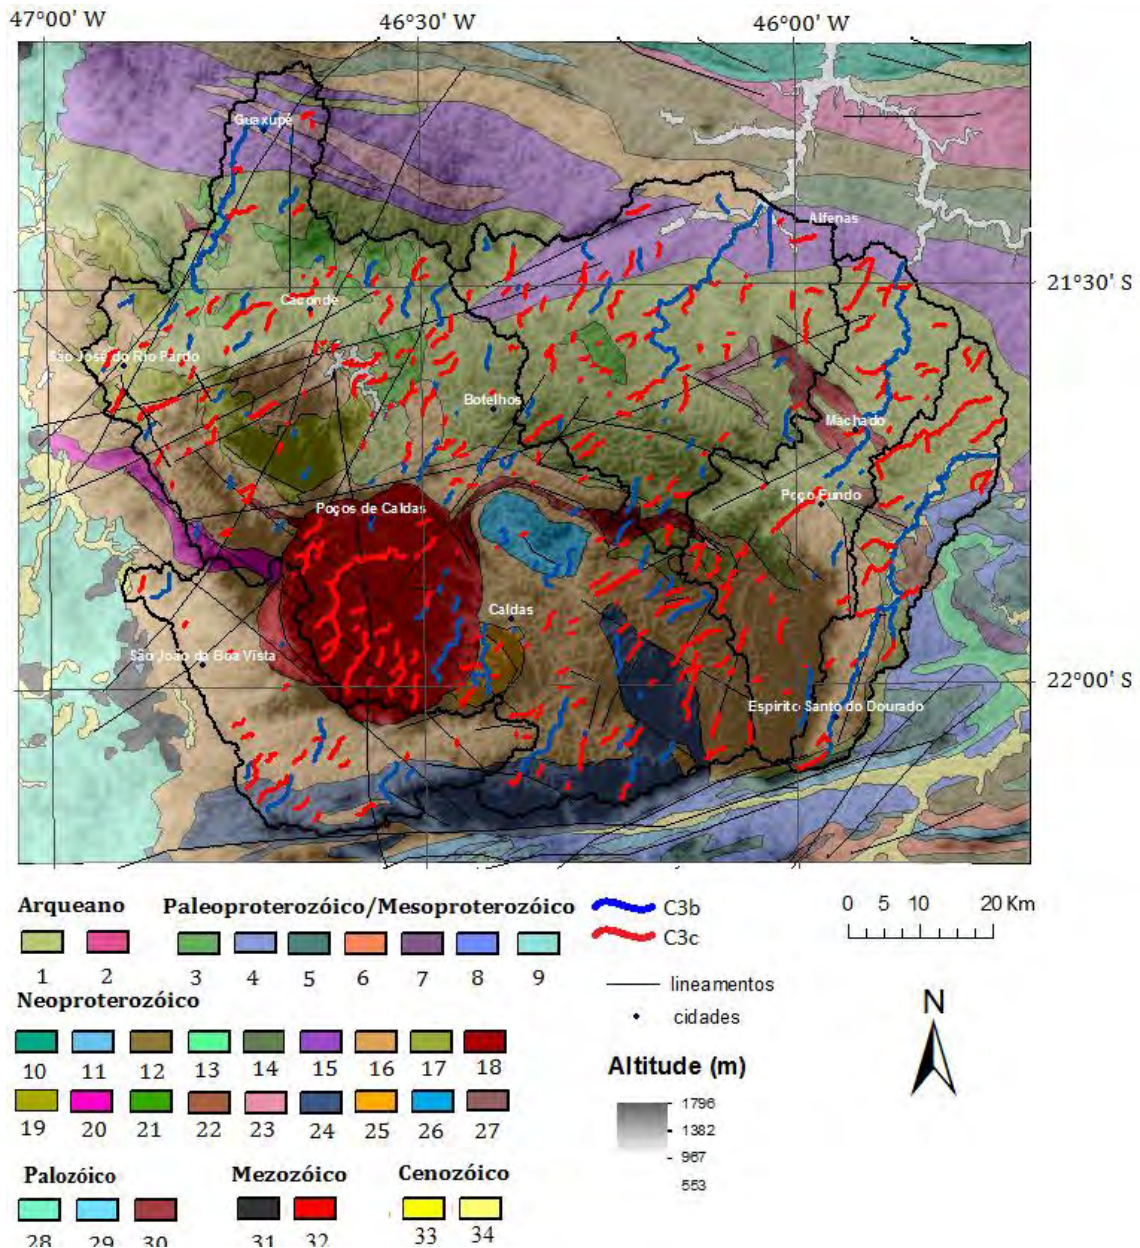 47°00' W 46°30' W 46°00' W
Guaxupé
Alfenas
21°30' S
Caconde
São José do Rio Pardo
Botelhos
Machado
Poço Fundo
Poços de Caldas
Caldas
São João da Boa Vista
22°00' S
Espirito Santo do Dourado
Arqueano Paleoproterozóico/Mesoproterozóico
1 2 3 4 5 6 7 8 9
Neoproterozóico
10 11 12 13 14 15 16 17 18
19 20 21 22 23 24 25 26 27
Palozóico Mezozóico Cenozóico
28 29 30 31 32 33 34
C3b
C3c
lineamentos
cidades
Altitude (m)
1796
1382
967
553
0 5 10 20 Km
N